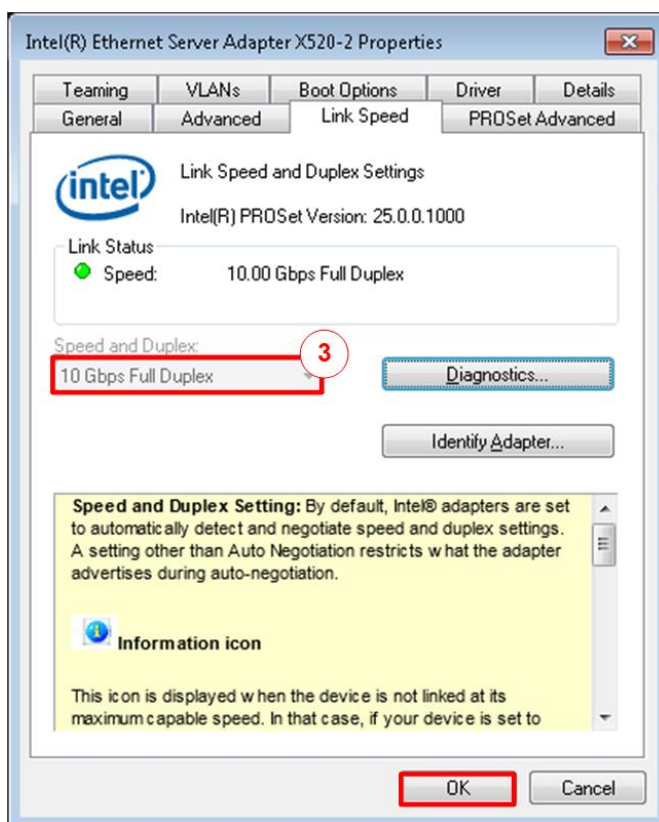 Intel(R) Ethernet Server Adapter X520-2 Properties
Teaming VLANs Boot Options Driver Details
General Advanced Link Speed PROSet Advanced
intel
Link Speed and Duplex Settings
Intel(R) PROSet Version: 25.0.0.1000
Link Status
Speed: 10.00 Gbps Full Duplex
Speed and Duplex:
3
10 Gbps Full Duplex
Diagnostics...
Identify Adapter...
Speed and Duplex Setting: By default, Intel® adapters are set
to automatically detect and negotiate speed and duplex settings.
A setting other than Auto Negotiation restricts what the adapter
advertises during auto-negotiation.
Information icon
This icon is displayed when the device is not linked at its
maximum capable speed. In that case, if your device is set to
OK Cancel